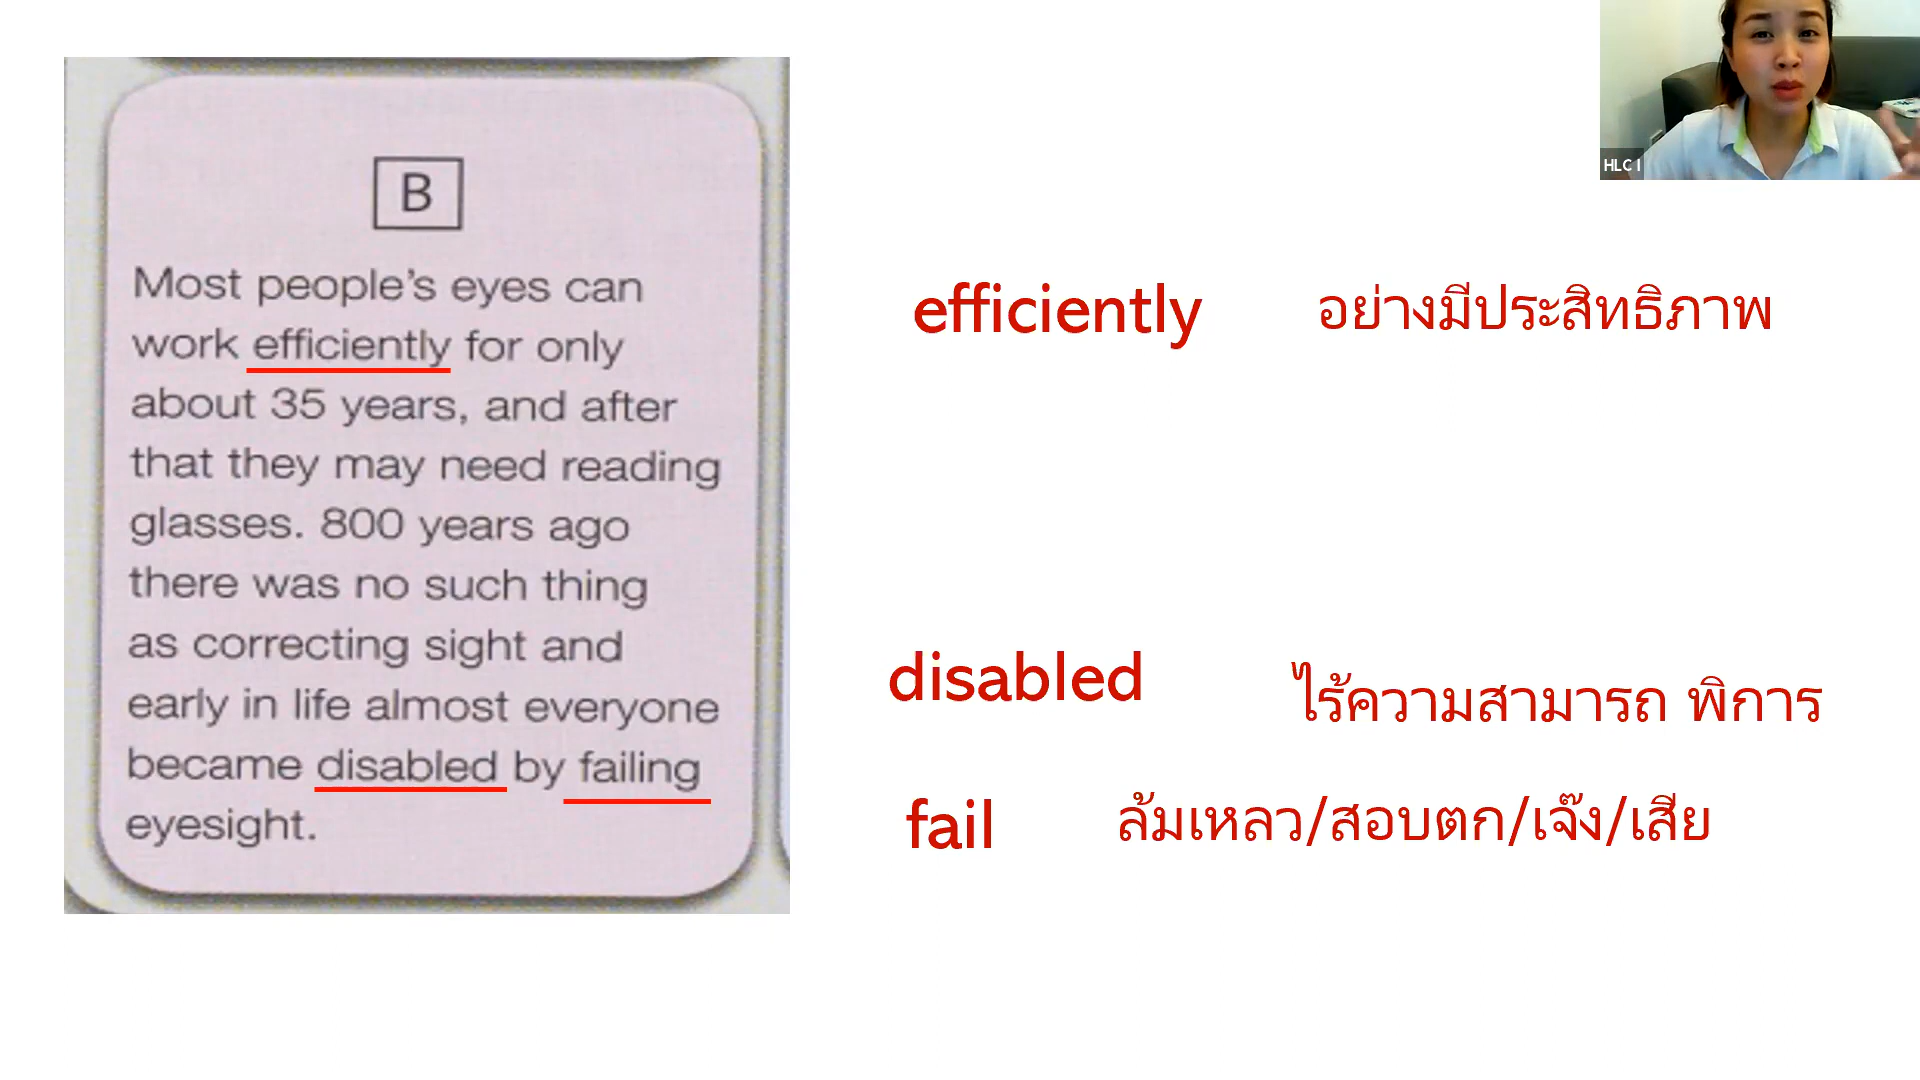 B
Most people's eyes can
work efficiently for only
about 35 years, and after
that they may need reading
glasses. 800 years ago
there was no such thing
as correcting sight and
early in life almost everyone
became disabled by failing
eyesight.
efficiently อย่างมีประสิทธิภาพ
disabled ไร้ความสามารถ พิการ
fail ล้มเหลว/สอบตก/เจ๊ง/เสีย
HLC I